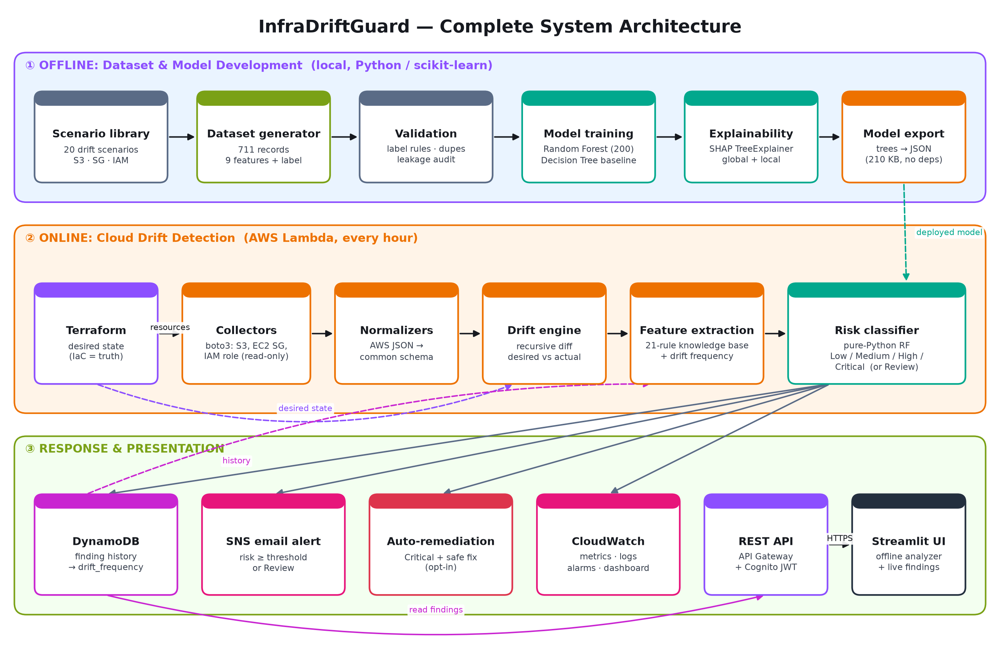 InfraDriftGuard — Complete System Architecture
① OFFLINE: Dataset & Model Development (local, Python / scikit-learn)
Scenario library
20 drift scenarios
S3 · SG · IAM
Dataset generator
711 records
9 features + label
Validation
label rules · dupes
leakage audit
Model training
Random Forest (200)
Decision Tree baseline
Explainability
SHAP TreeExplainer
global + local
Model export
trees → JSON
(210 KB, no deps)
deployed model
② ONLINE: Cloud Drift Detection (AWS Lambda, every hour)
Terraform
desired state
(IaC = truth)
resources
Collectors
boto3: S3, EC2 SG,
IAM role (read-only)
Normalizers
AWS JSON →
common schema
Drift engine
recursive diff
desired vs actual
Feature extraction
21-rule knowledge base
+ drift frequency
Risk classifier
pure-Python RF
Low / Medium / High /
Critical (or Review)
desired state
③ RESPONSE & PRESENTATION
history
DynamoDB
finding history
→ drift_frequency
SNS email alert
risk ≥ threshold
or Review
Auto-remediation
Critical + safe fix
(opt-in)
CloudWatch
metrics · logs
alarms · dashboard
REST API
API Gateway
+ Cognito JWT
HTTPS
Streamlit UI
offline analyzer
+ live findings
read findings